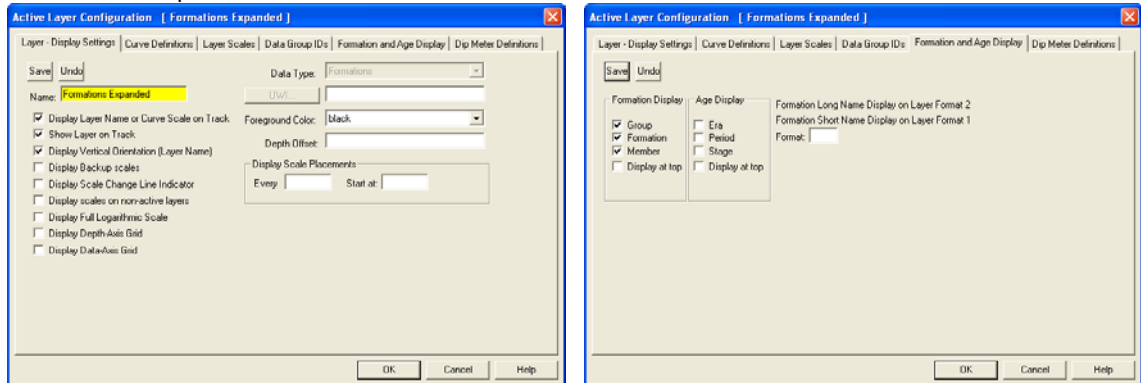 Active Layer Configuration [ Formations Expanded ]
Layer - Display Settings Curve Definitions Layer Scales Data Group IDs Formation and Age Display Dip Meter Definitions
Save Undo
Data Type: Formations
Name: Formations Expanded
UWI...
Display Layer Name or Curve Scale on Track
Foreground Color: black
Show Layer on Track
Depth Offset:
Display Vertical Orientation (Layer Name)
Display Backup scales
Display Scale Placements
Display Scale Change Line Indicator
Every Start at:
Display scales on non-active layers
Display Full Logarithmic Scale
Display Depth-Axis Grid
Display Data-Axis Grid
OK Cancel Help
Active Layer Configuration [ Formations Expanded ]
Layer - Display Settings Curve Definitions Layer Scales Data Group IDs Formation and Age Display Dip Meter Definitions
Save Undo
Formation Display Age Display
Formation Long Name Display on Layer Format 2
Formation Short Name Display on Layer Format 1
Format:
Group Era
Formation Period
Member Stage
Display at top Display at top
OK Cancel Help